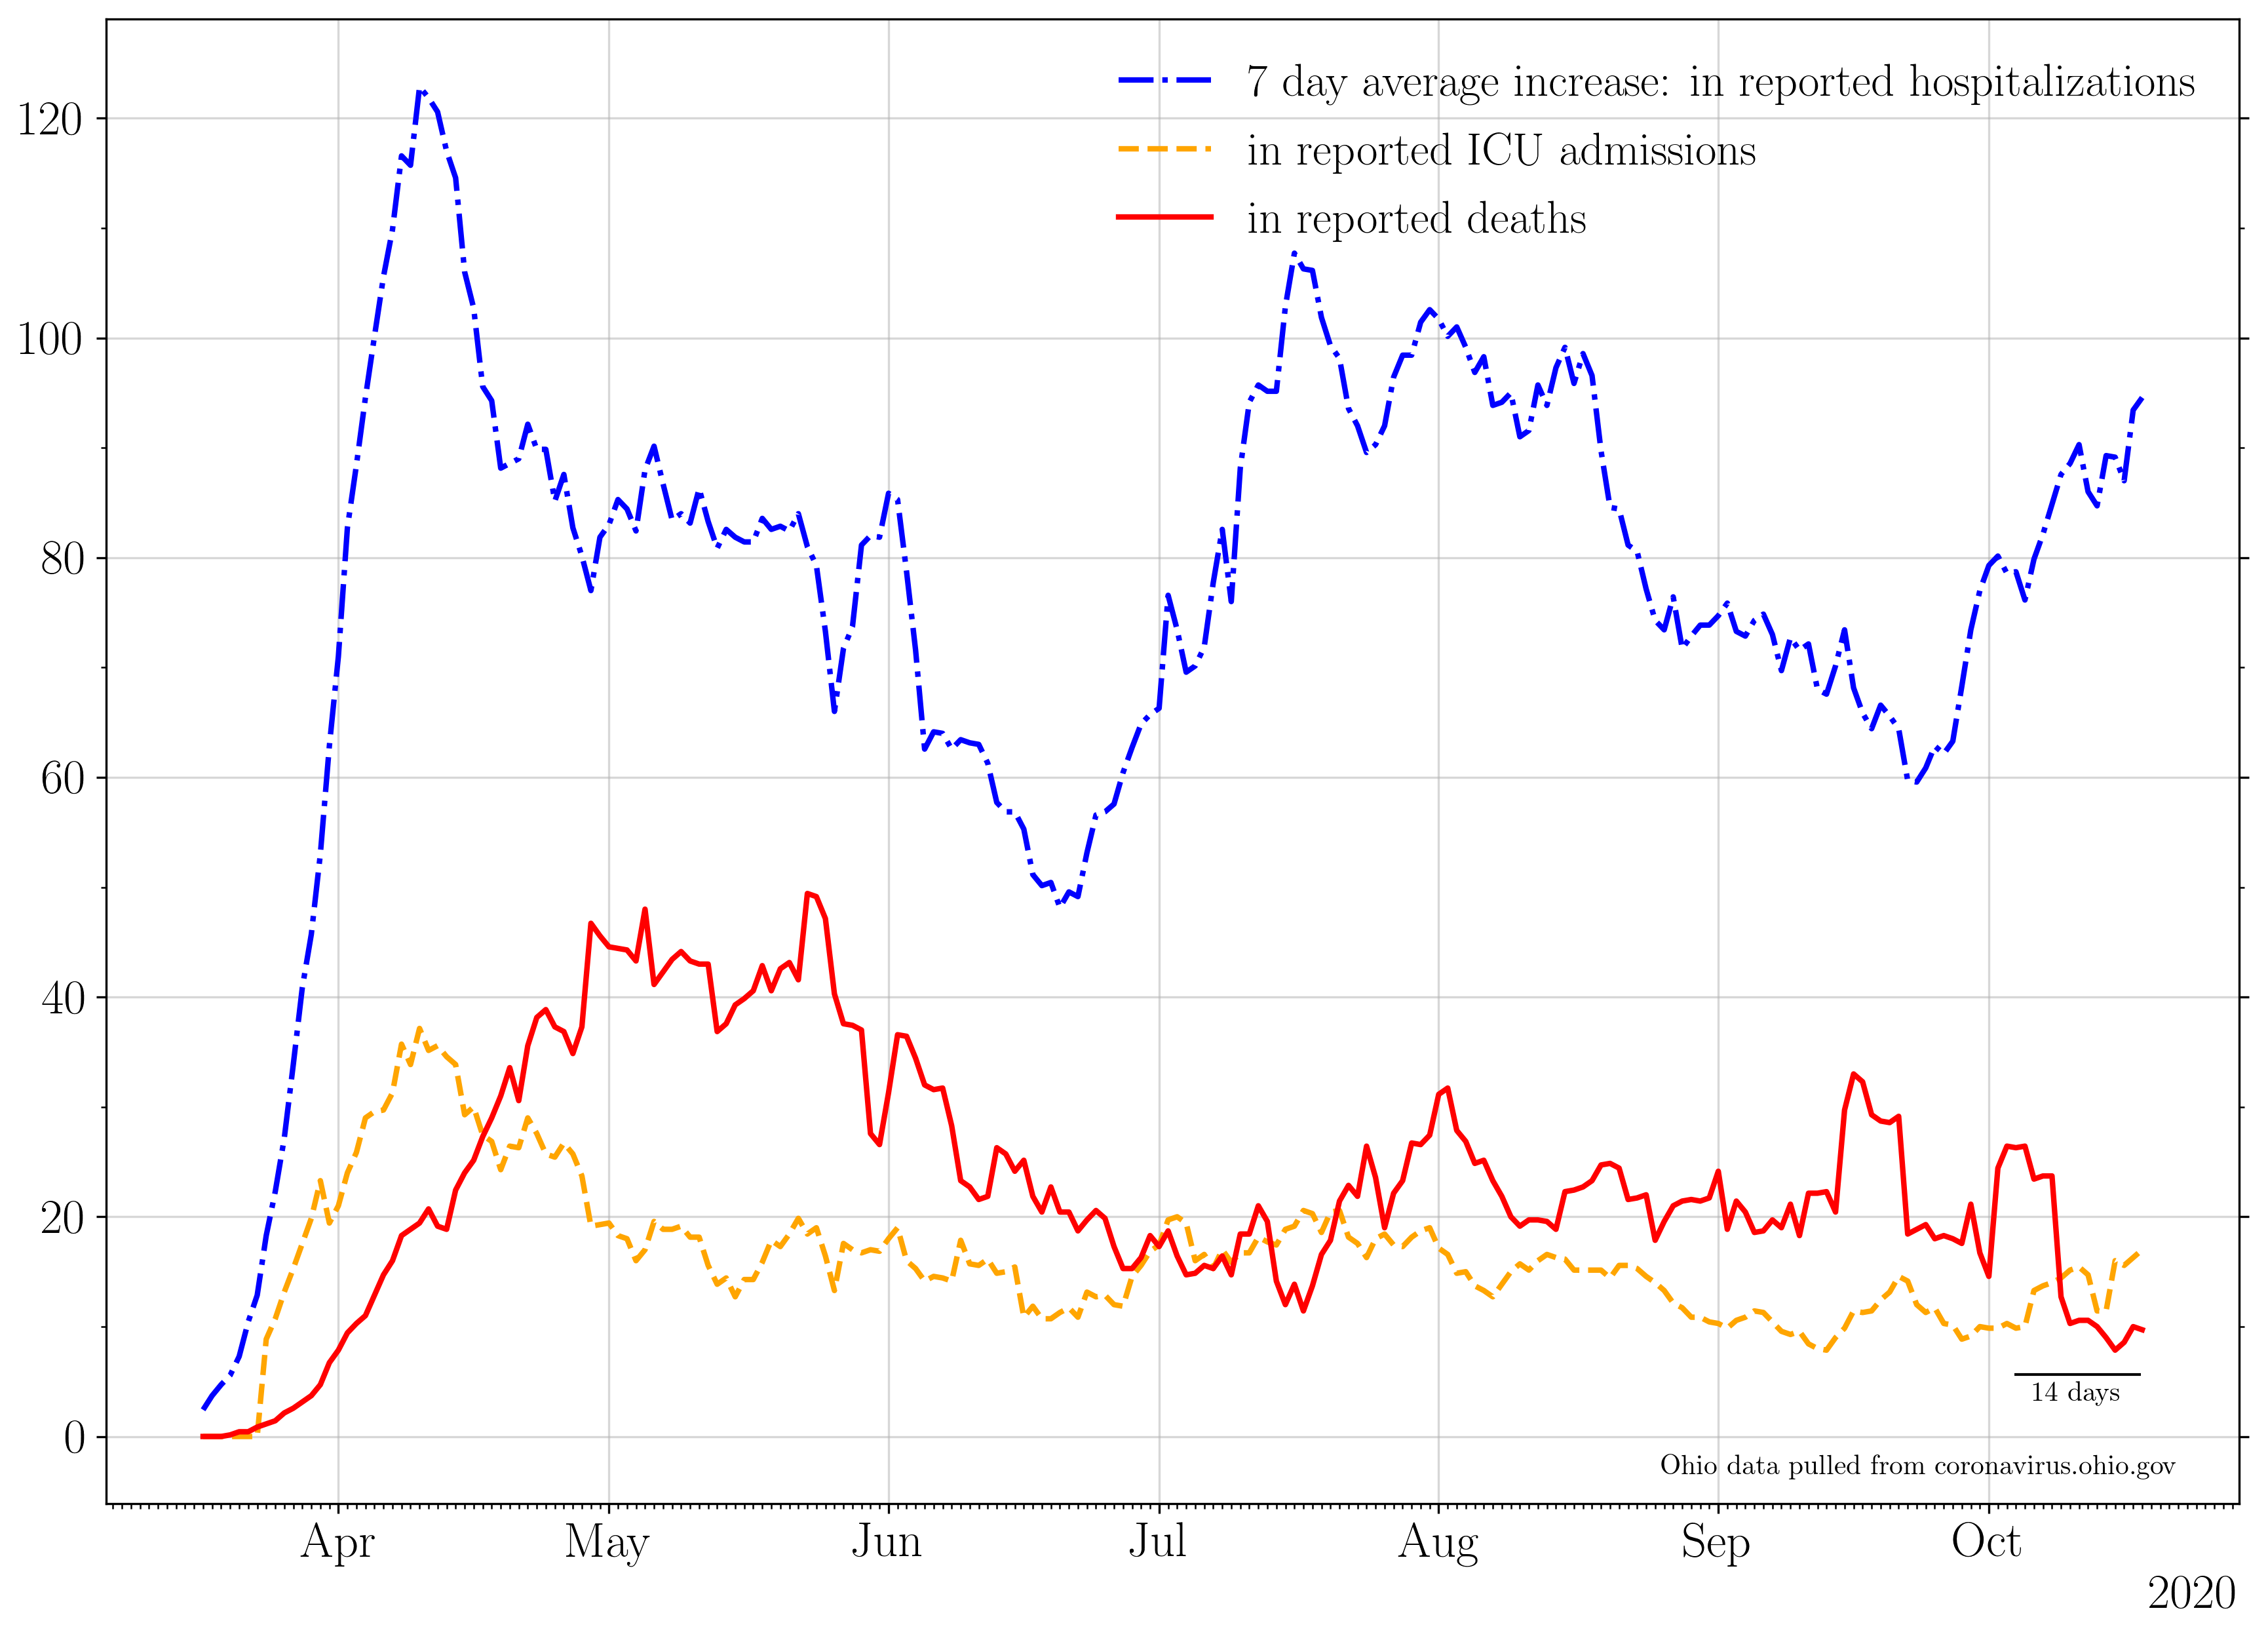 7 day average increase: in reported hospitalizations
in reported ICU admissions
in reported deaths
120
100
80
60
40
20
0
14 days
Ohio data pulled from coronavirus.ohio.gov
Apr May Jun Jul Aug Sep Oct
2020